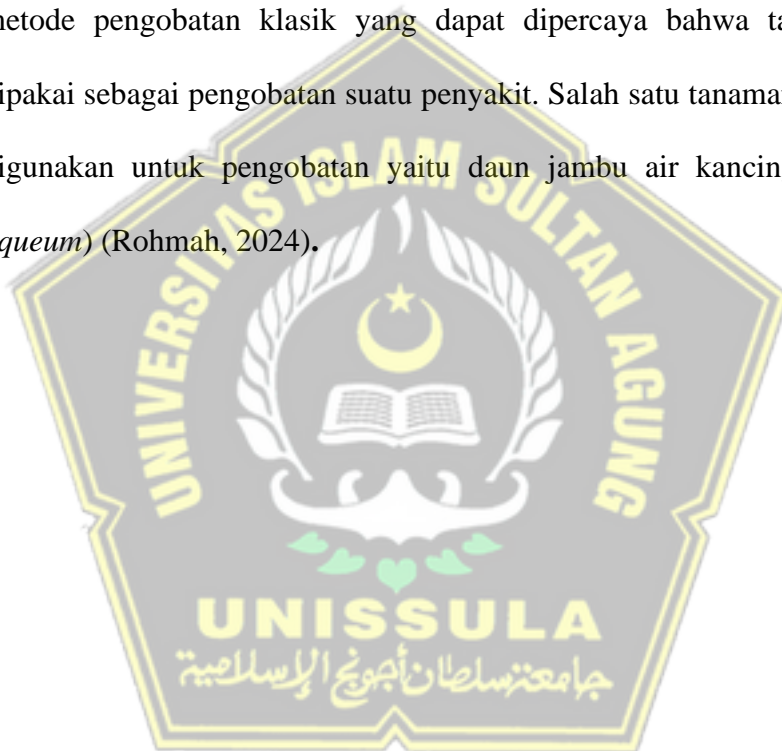 metode pengobatan klasik yang dapat dipercaya bahwa ta
ipakai sebagai pengobatan suatu penyakit. Salah satu tanama
igunakan untuk pengobatan yaitu daun jambu air kancin
queum) (Rohmah, 2024).
UNIVERSITAS ISLAM SULTAN AGUNG
UNISSULA
جامعة سلطان أجونج الإسلامية